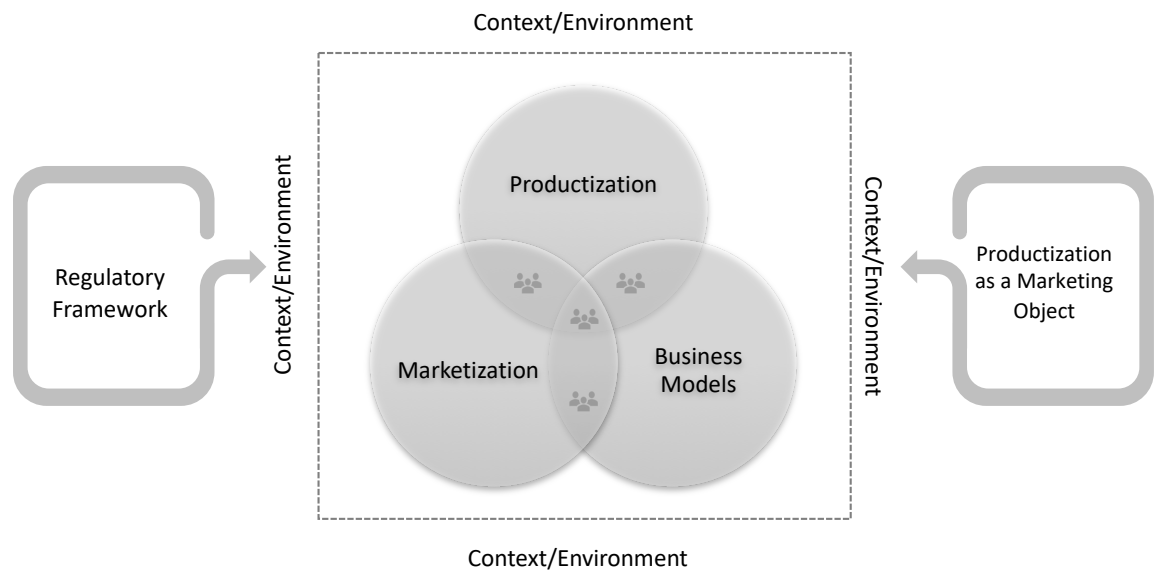 Context/Environment
Productization
Context/Environment
Context/Environment
Regulatory
Framework
Productization
as a Marketing
Object
Marketization
Business
Models
Context/Environment